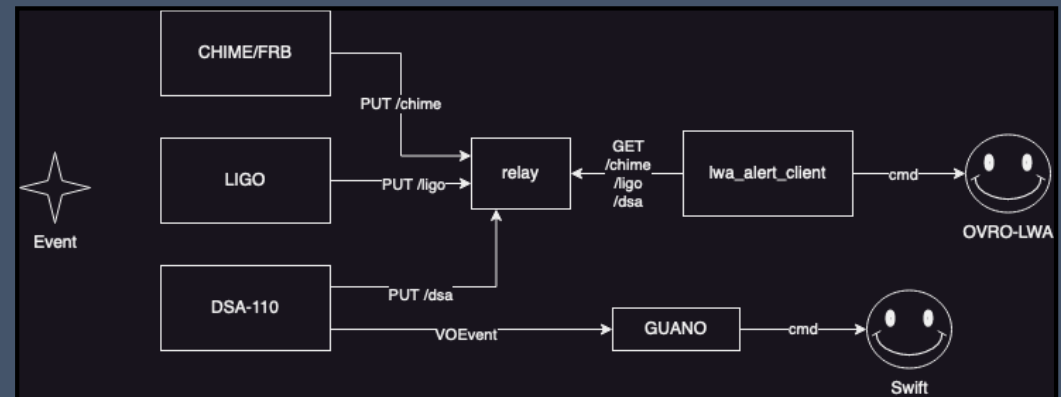 CHIME/FRB
PUT /chime
LIGO
PUT /ligo
relay
GET
/chime
/ligo
/dsa
lwa_alert_client
cmd
OVRO-LWA
Event
DSA-110
PUT /dsa
VOEvent
GUANO
cmd
Swift